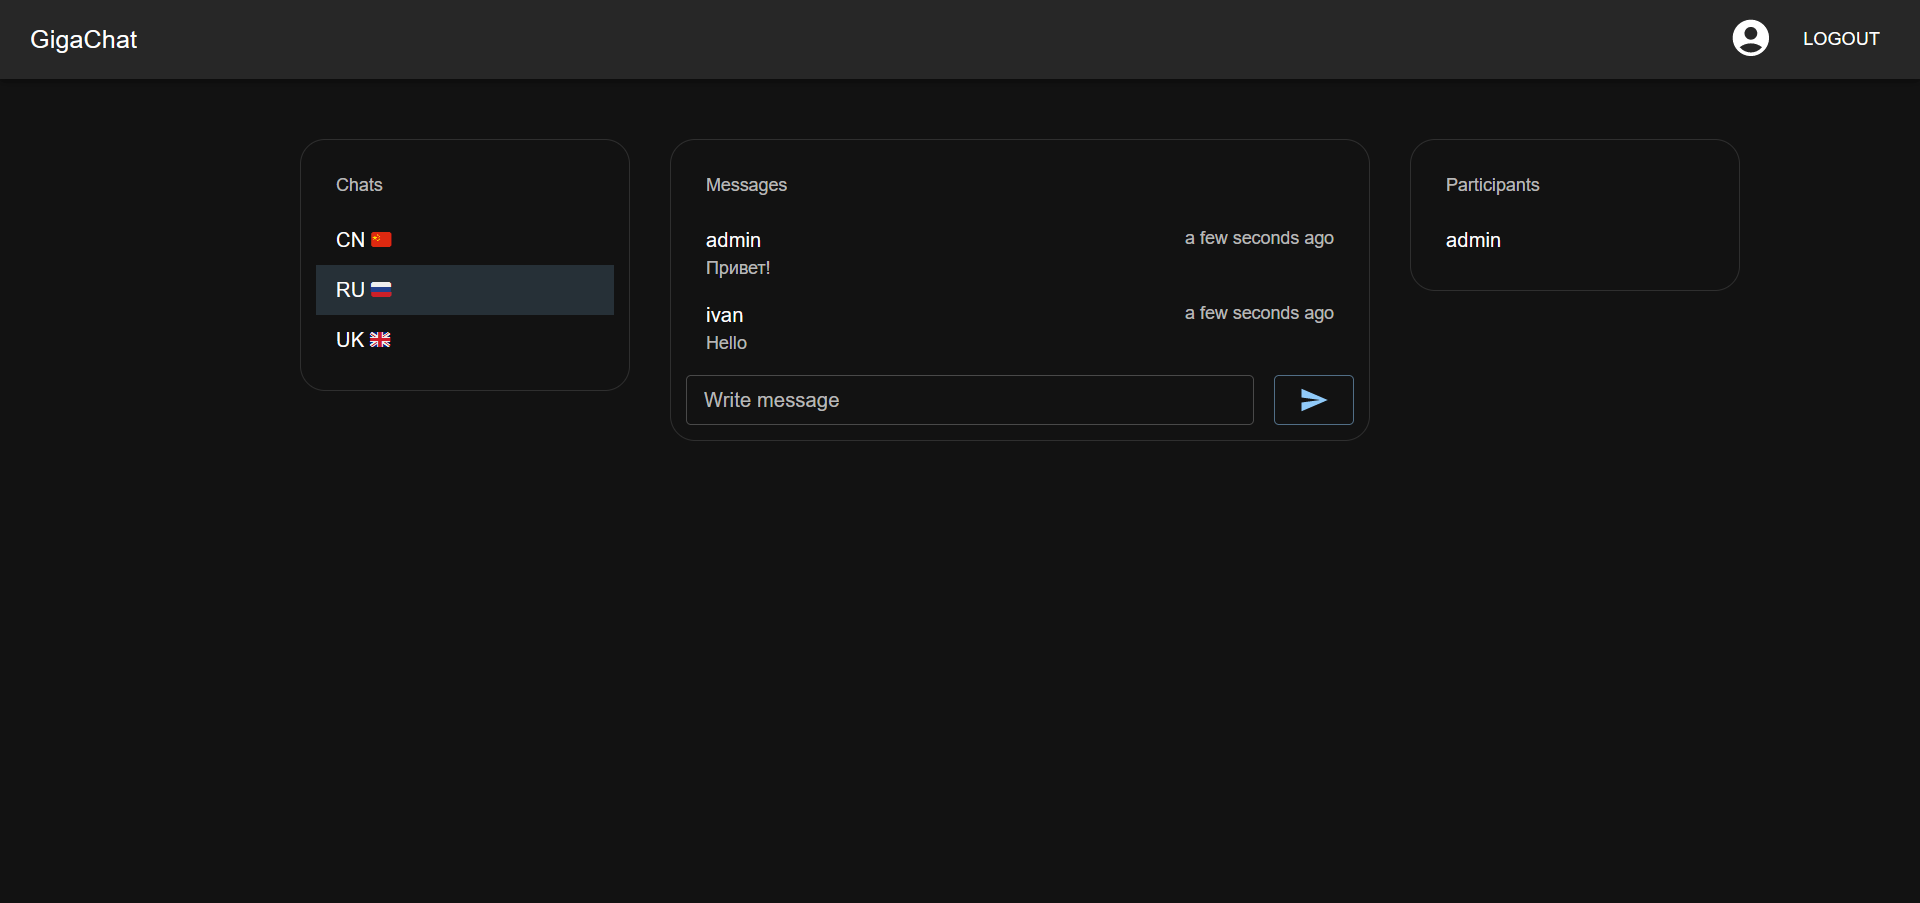 GigaChat
LOGOUT
Chats
CN 🇨🇳
RU 🇷🇺
UK 🇬🇧
Messages
admin
a few seconds ago
Привет!
ivan
a few seconds ago
Hello
Write message
Participants
admin